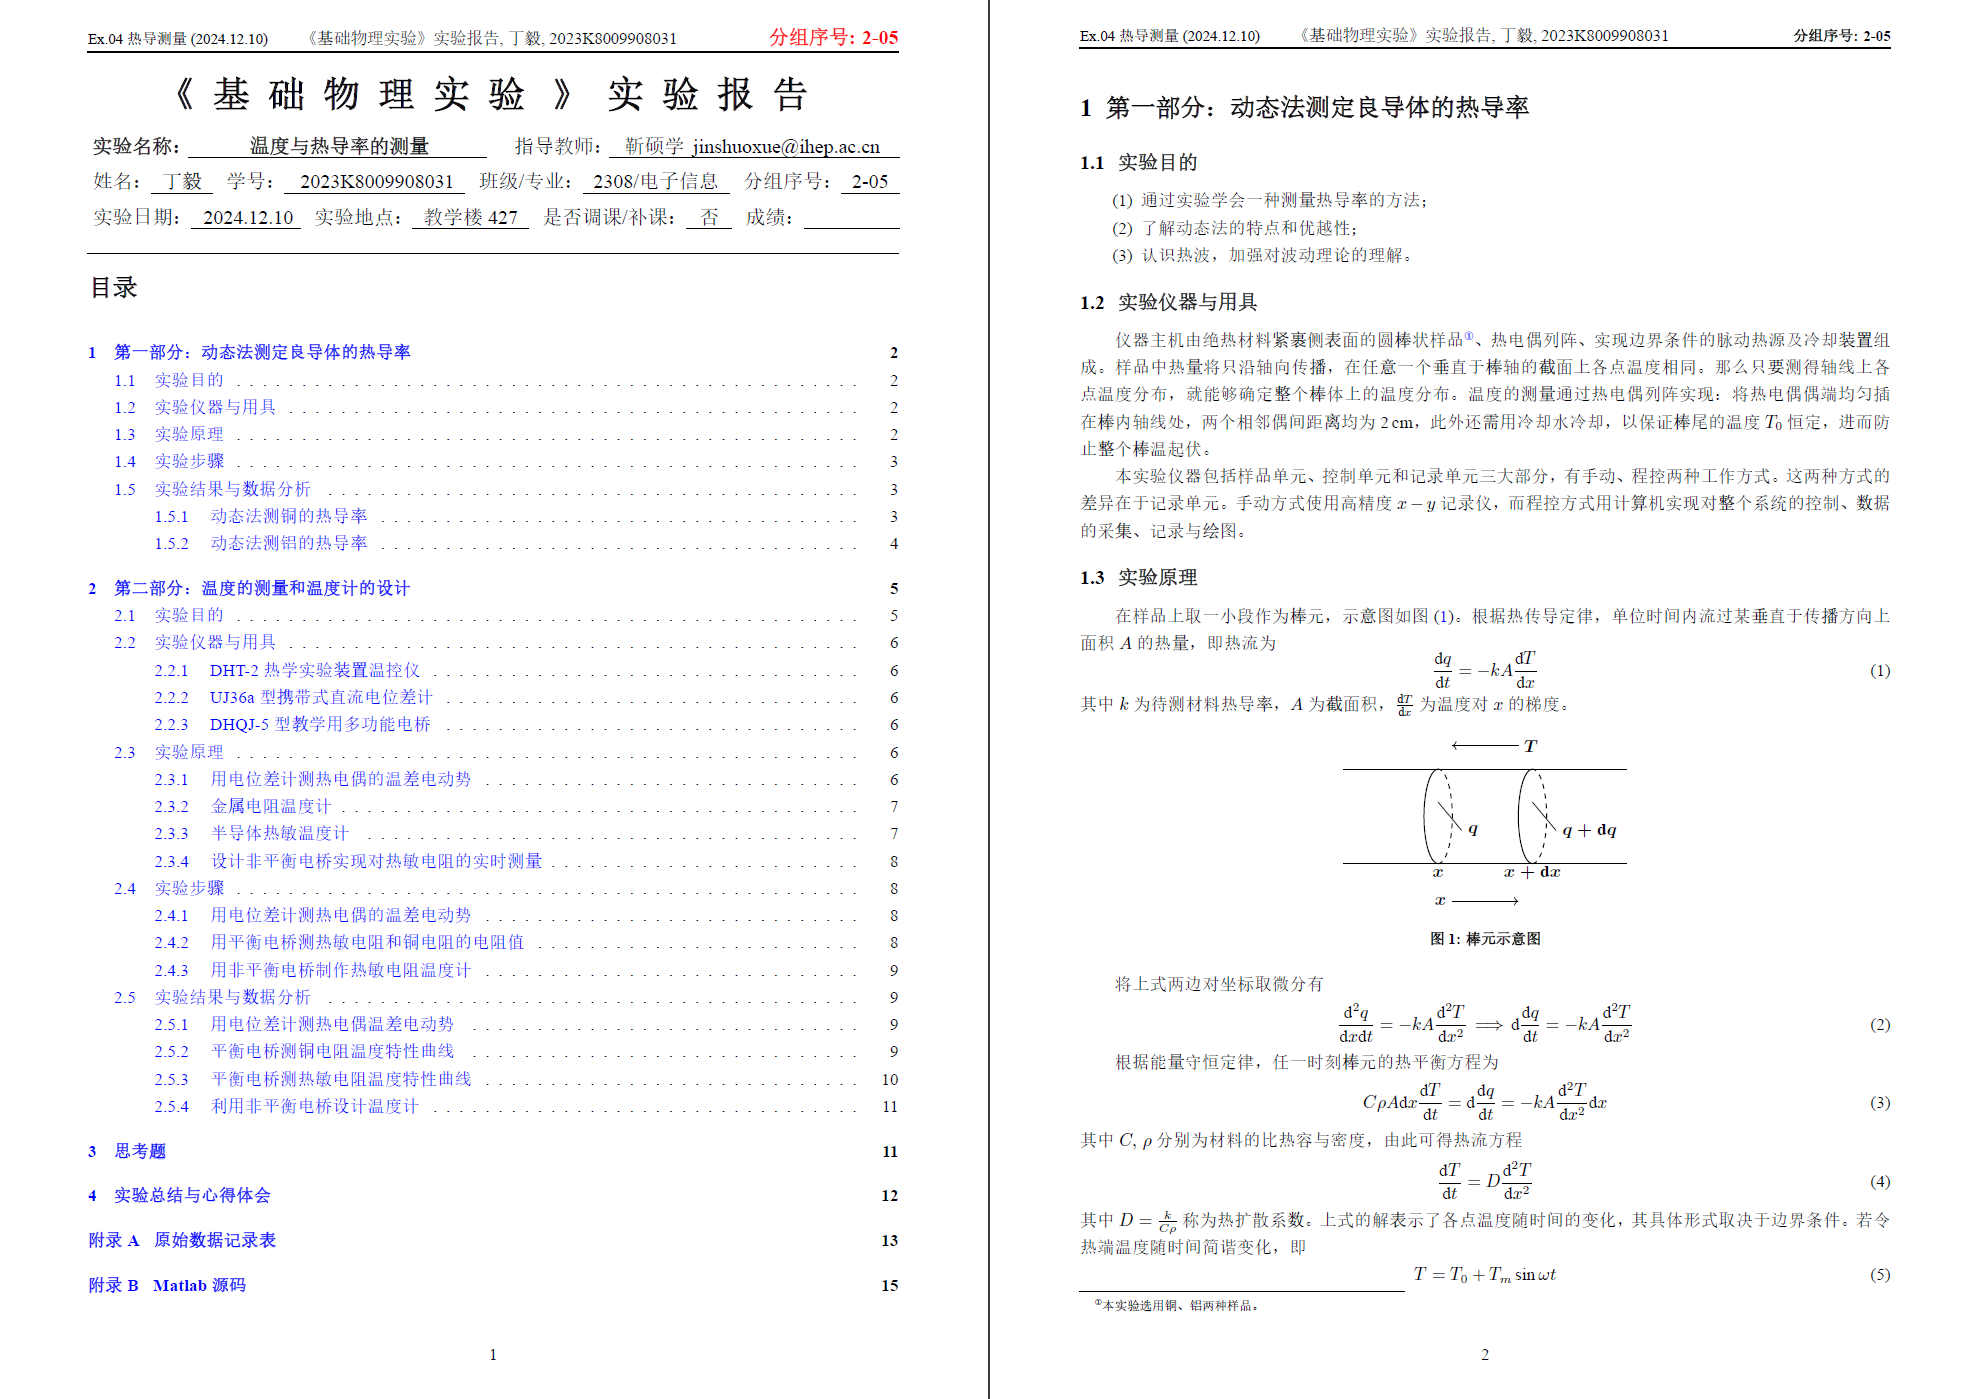 Ex.04 热导测量 (2024.12.10) 《基础物理实验》实验报告, 丁毅, 2023K8009908031 分组序号: 2-05
《基础物理实验》实验报告
实验名称： 温度与热导率的测量 指导教师： 靳硕学 jinshuoxue@ihep.ac.cn
姓名： 丁毅 学号： 2023K8009908031 班级/专业： 2308/电子信息 分组序号： 2-05
实验日期： 2024.12.10 实验地点： 教学楼 427 是否调课/补课： 否 成绩：
目录
1 第一部分：动态法测定良导体的热导率 2
1.1 实验目的 2
1.2 实验仪器与用具 2
1.3 实验原理 2
1.4 实验步骤 3
1.5 实验结果与数据分析 3
1.5.1 动态法测铜的热导率 3
1.5.2 动态法测铝的热导率 4
2 第二部分：温度的测量和温度计的设计 5
2.1 实验目的 5
2.2 实验仪器与用具 6
2.2.1 DHT-2 热学实验装置温控仪 6
2.2.2 UJ36a 型携带式直流电位差计 6
2.2.3 DHQJ-5 型教学用多功能电桥 6
2.3 实验原理 6
2.3.1 用电位差计测热电偶的温差电动势 6
2.3.2 金属电阻温度计 7
2.3.3 半导体热敏温度计 7
2.3.4 设计非平衡电桥实现对热敏电阻的实时测量 8
2.4 实验步骤 8
2.4.1 用电位差计测热电偶的温差电动势 8
2.4.2 用平衡电桥测热敏电阻和铜电阻的电阻值 8
2.4.3 用非平衡电桥制作热敏电阻温度计 9
2.5 实验结果与数据分析 9
2.5.1 用电位差计测热电偶温差电动势 9
2.5.2 平衡电桥测铜电阻温度特性曲线 9
2.5.3 平衡电桥测热敏电阻温度特性曲线 10
2.5.4 利用非平衡电桥设计温度计 11
3 思考题 11
4 实验总结与心得体会 12
附录 A 原始数据记录表 13
附录 B Matlab 源码 15
1
Ex.04 热导测量 (2024.12.10) 《基础物理实验》实验报告, 丁毅, 2023K8009908031 分组序号: 2-05
1 第一部分：动态法测定良导体的热导率
1.1 实验目的
(1) 通过实验学会一种测量热导率的方法；
(2) 了解动态法的特点和优越性；
(3) 认识热波，加强对波动理论的理解。
1.2 实验仪器与用具
仪器主机由绝热材料紧裹侧表面的圆棒状样品①、热电偶列阵、实现边界条件的脉动热源及冷却装置组
成。样品中热量将只沿轴向传播，在任意一个垂直于棒轴的截面上各点温度相同。那么只要测得轴线上各
点温度分布，就能够确定整个棒体上的温度分布。温度的测量通过热电偶列阵实现：将热电偶偶端均匀插
在棒内轴线处，两个相邻偶间距离均为 2 cm，此外还需用冷却水冷却，以保证棒尾的温度 T₀ 恒定，进而防
止整个棒温起伏。
本实验仪器包括样品单元、控制单元和记录单元三大部分，有手动、程控两种工作方式。这两种方式的
差异在于记录单元。手动方式使用高精度 x − y 记录仪，而程控方式用计算机实现对整个系统的控制、数据
的采集、记录与绘图。
1.3 实验原理
在样品上取一小段作为棒元，示意图如图 (1)。根据热传导定律，单位时间内流过某垂直于传播方向上
面积 A 的热量，即热流为
dq/dt = −kA dT/dx (1)
其中 k 为待测材料热导率，A 为截面积，dT/dx 为温度对 x 的梯度。
T
q
q + dq
x
x + dx
x
图 1: 棒元示意图
将上式两边对坐标取微分有
d²q/dxdt = −kA d²T/dx² ⟹ d dq/dt = −kA d²T/dx² (2)
根据能量守恒定律，任一时刻棒元的热平衡方程为
CρAdx dT/dt = d dq/dt = −kA d²T/dx² dx (3)
其中 C, ρ 分别为材料的比热容与密度，由此可得热流方程
dT/dt = D d²T/dx² (4)
其中 D = k/Cρ 称为热扩散系数。上式的解表示了各点温度随时间的变化，其具体形式取决于边界条件。若令
热端温度随时间简谐变化，即
T = T₀ + Tₘ sin ωt (5)
①本实验选用铜、铝两种样品。
2